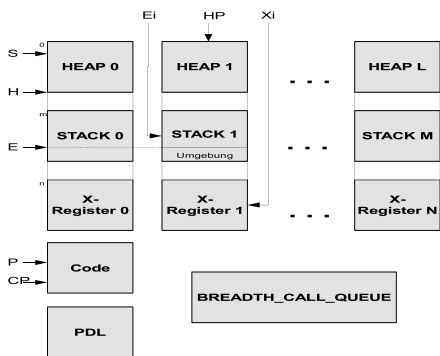 Ei HP Xi
S 0 HEAP 0 HEAP 1 . . . HEAP L
H
m STACK 0 STACK 1 . . . STACK M
E Umgebung
n X- X- X-
Register 0 Register 1 . . . Register N
P Code
CP
BREADTH_CALL_QUEUE
PDL